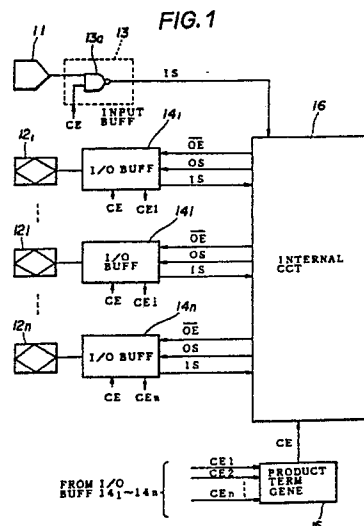 FIG.1
11
13
13a
IS
CE
INPUT
BUFF
16
14₁
12₁
I/O BUFF
OE
OS
IS
CE CE1
14i
12i
I/O
BUFF
OE
OS
IS
CE CEi
INTERNAL
CCT
14n
12n
I/O BUFF
OE
OS
IS
CE CEn
CE
FROM I/O
BUFF 14₁~14n
CE1
CE2
CEn
PRODUCT
TERM
GENE
15